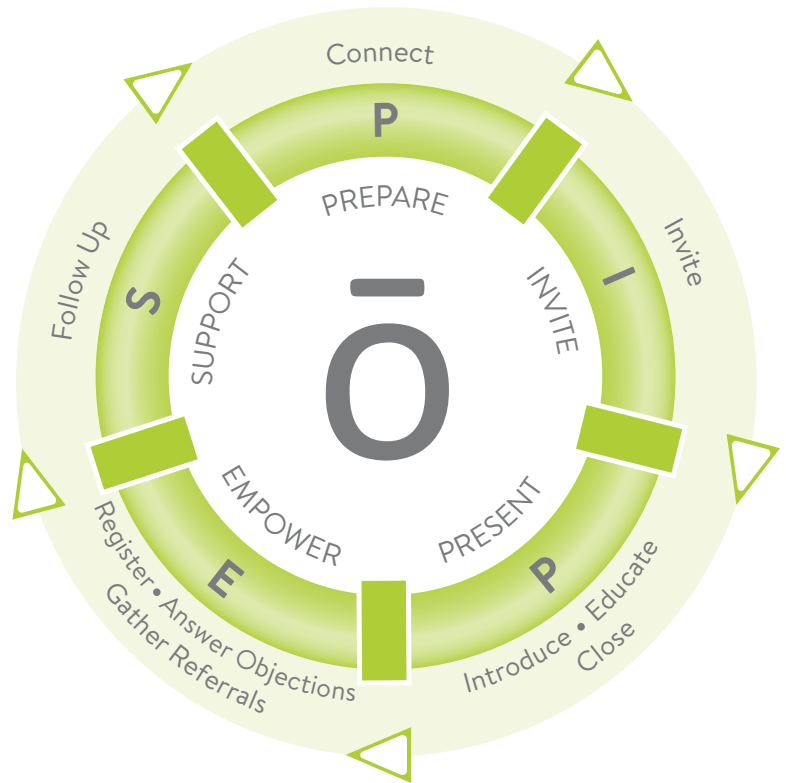 Connect
P
PREPARE
Invite
I
INVITE
PRESENT
P
Introduce • Educate
Close
EMPOWER
E
Register • Answer Objections
Gather Referrals
Follow Up
S
SUPPORT
ō